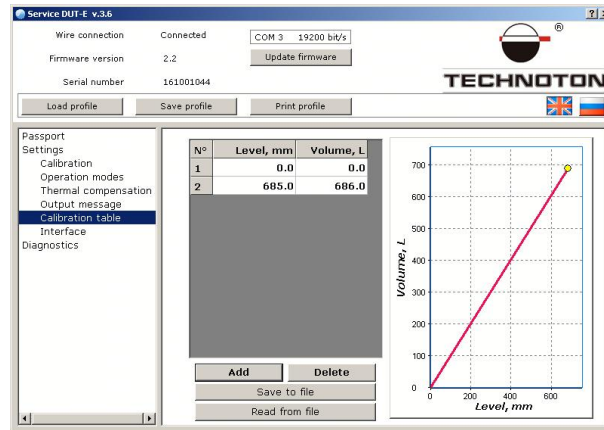 Service DUT-E v.3.6
Wire connection Connected COM 3 19200 bit/s
Firmware version 2.2 Update firmware
Serial number 161001044
®
TECHNOTON
Load profile Save profile Print profile
Passport
Settings
Calibration
Operation modes
Thermal compensation
Output message
Calibration table
Interface
Diagnostics
N° Level, mm Volume, L
1 0.0 0.0
2 685.0 686.0
Add Delete
Save to file
Read from file
Volume, L
700
600
500
400
300
200
100
0
0 200 400 600
Level, mm